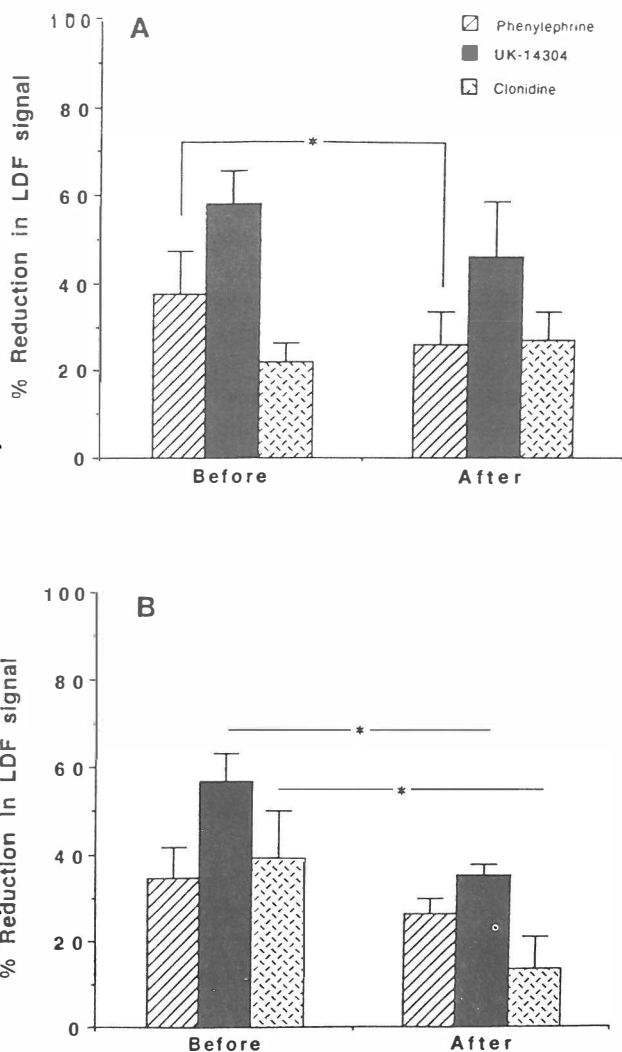 100
A
Phenylephrine
UK-14304
Clonidine
80
*
60
40
20
0
% Reduction in LDF signal
Before
After
100
B
80
*
*
60
40
20
0
% Reduction In LDF signal
Before
After